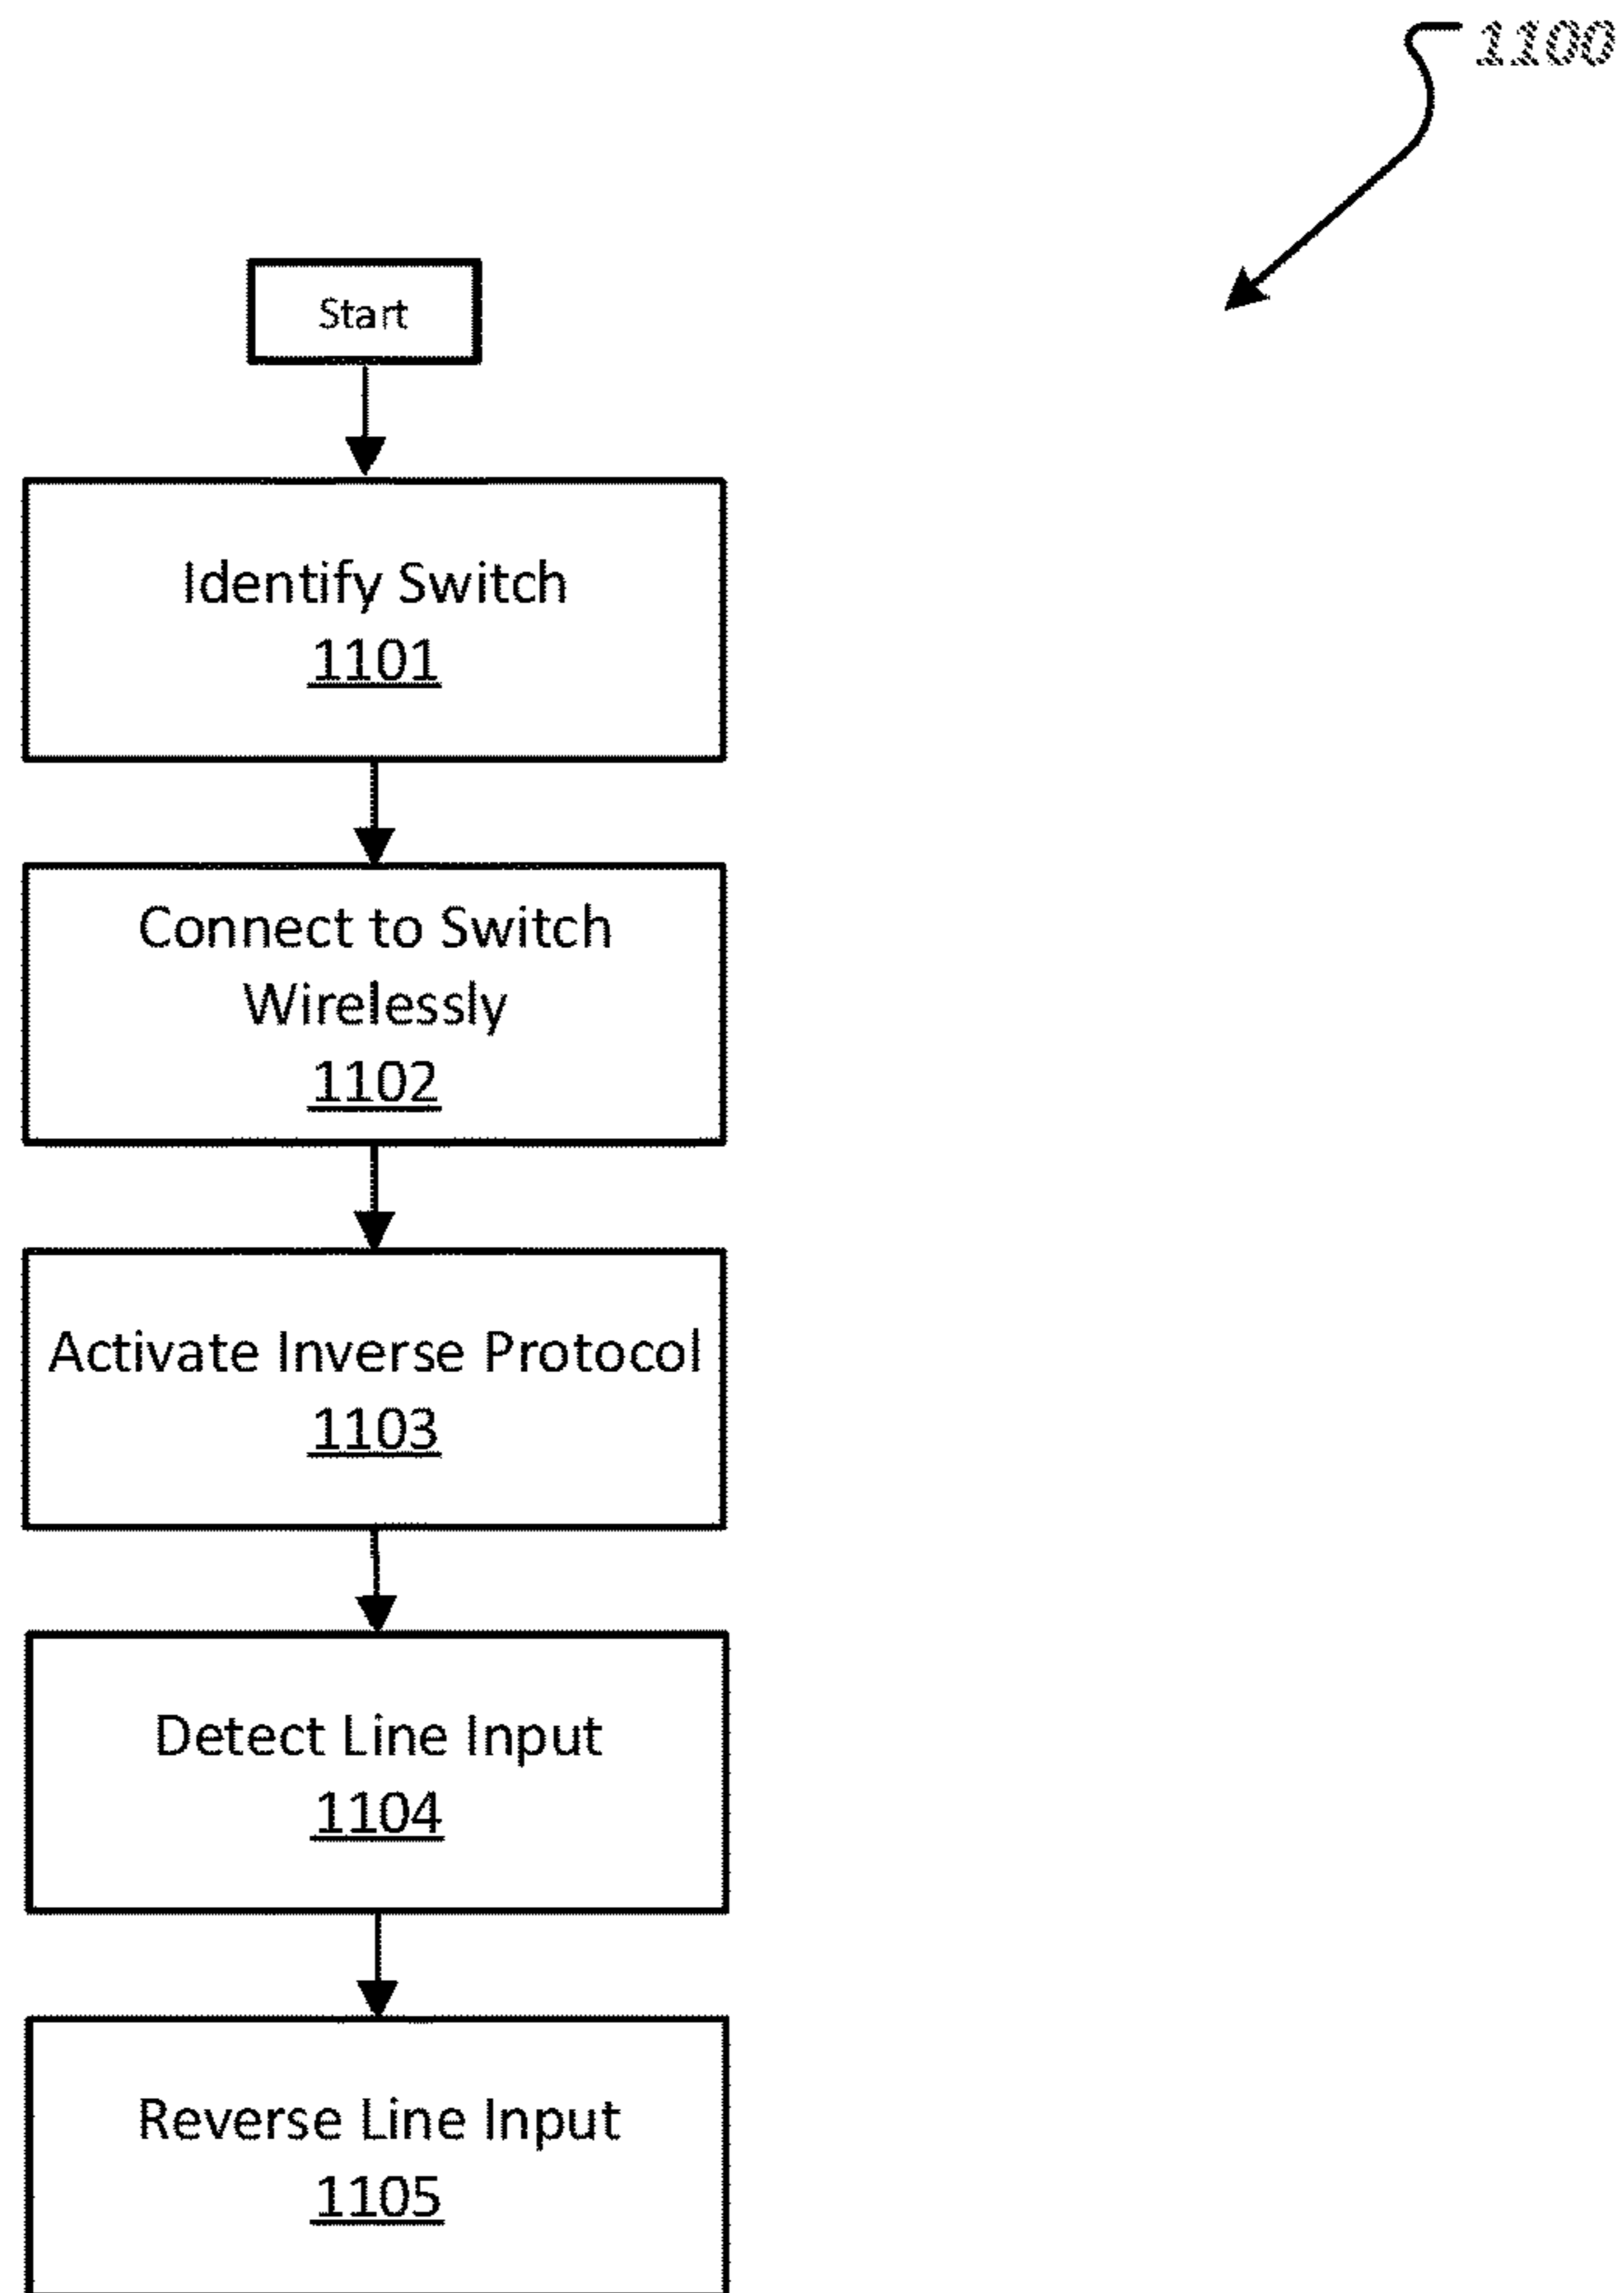 1100
Start
Identify Switch
1101
Connect to Switch
Wirelessly
1102
Activate Inverse Protocol
1103
Detect Line Input
1104
Reverse Line Input
1105